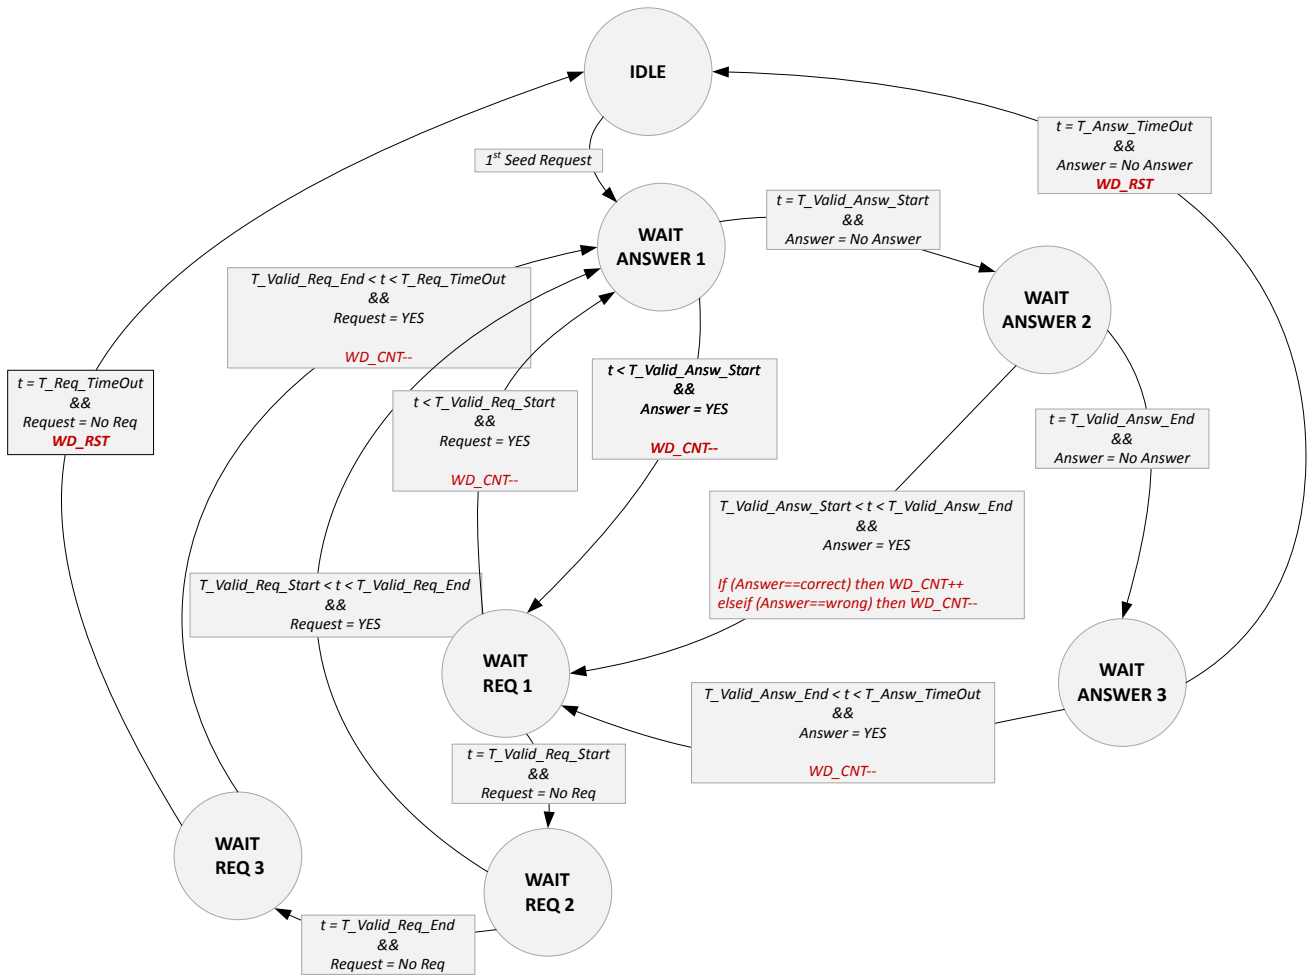 IDLE
t = T_Answ_TimeOut
&&
Answer = No Answer
WD_RST
1st Seed Request
t = T_Valid_Answ_Start
&&
Answer = No Answer
WAIT
ANSWER 1
WAIT
ANSWER 2
T_Valid_Req_End < t < T_Req_TimeOut
&&
Request = YES
WD_CNT--
t < T_Valid_Answ_Start
&&
Answer = YES
WD_CNT--
t = T_Req_TimeOut
&&
Request = No Req
WD_RST
t < T_Valid_Req_Start
&&
Request = YES
WD_CNT--
t = T_Valid_Answ_End
&&
Answer = No Answer
T_Valid_Answ_Start < t < T_Valid_Answ_End
&&
Answer = YES
If (Answer==correct) then WD_CNT++
elseif (Answer==wrong) then WD_CNT--
T_Valid_Req_Start < t < T_Valid_Req_End
&&
Request = YES
WAIT
REQ 1
WAIT
ANSWER 3
T_Valid_Answ_End < t < T_Answ_TimeOut
&&
Answer = YES
WD_CNT--
t = T_Valid_Req_Start
&&
Request = No Req
WAIT
REQ 3
WAIT
REQ 2
t = T_Valid_Req_End
&&
Request = No Req